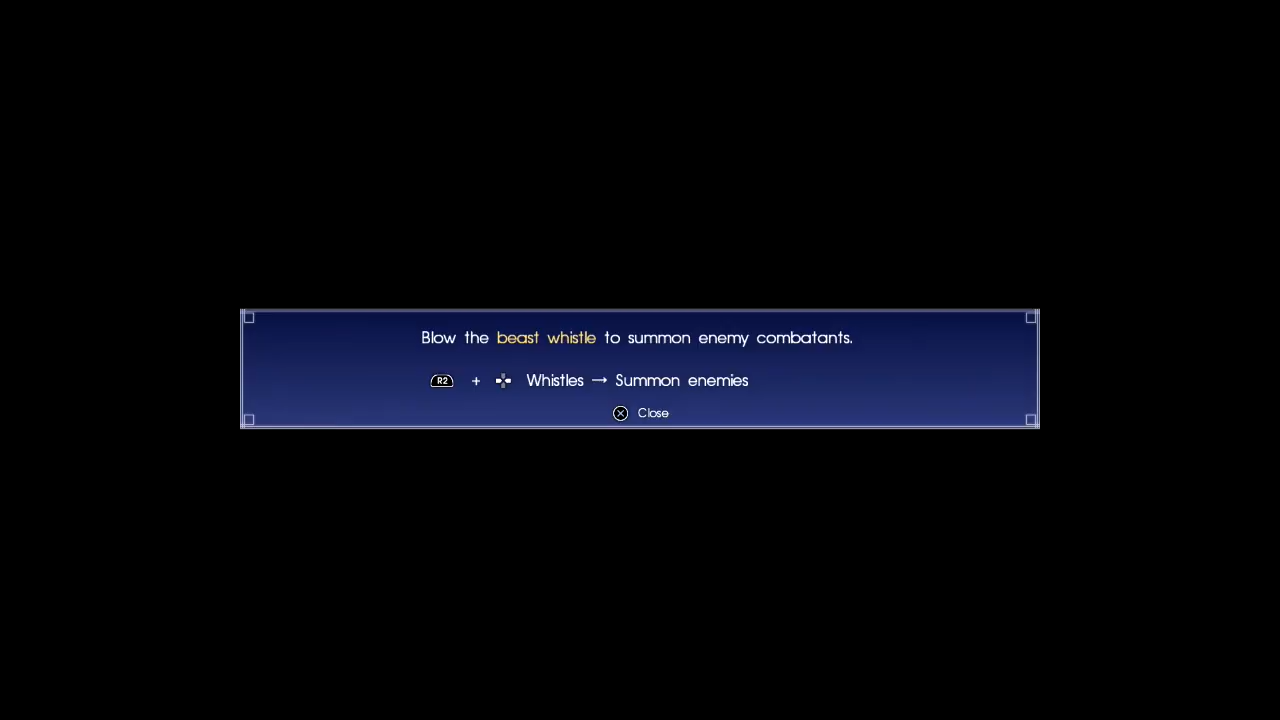 Blow the beast whistle to summon enemy combatants.
R2 + Whistles → Summon enemies
Close